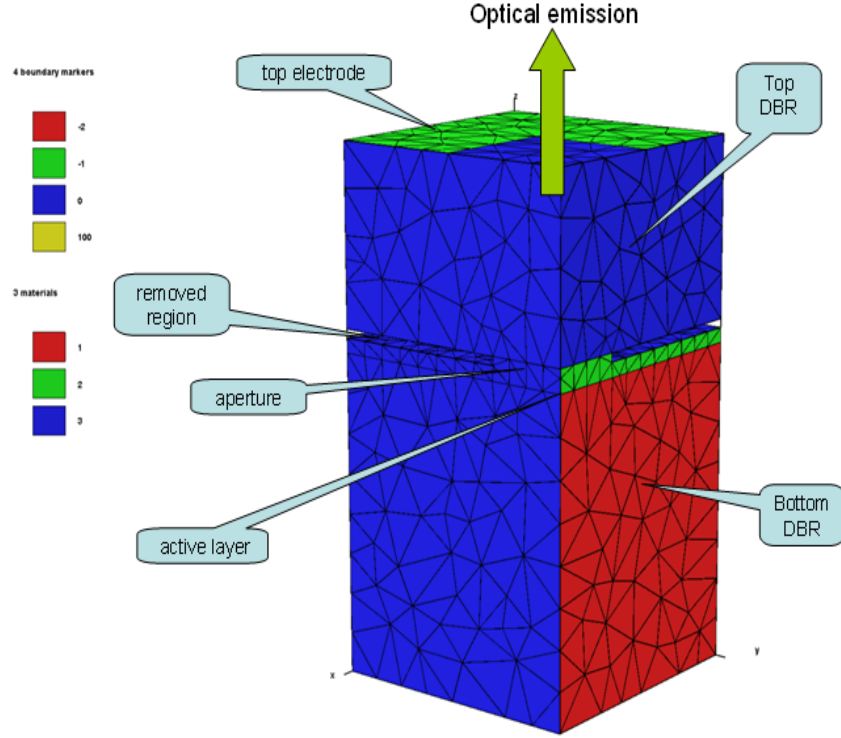 Optical emission
4 boundary markers
-2
-1
0
100
3 materials
1
2
3
top electrode
z
Top
DBR
removed
region
aperture
active layer
Bottom
DBR
x
y